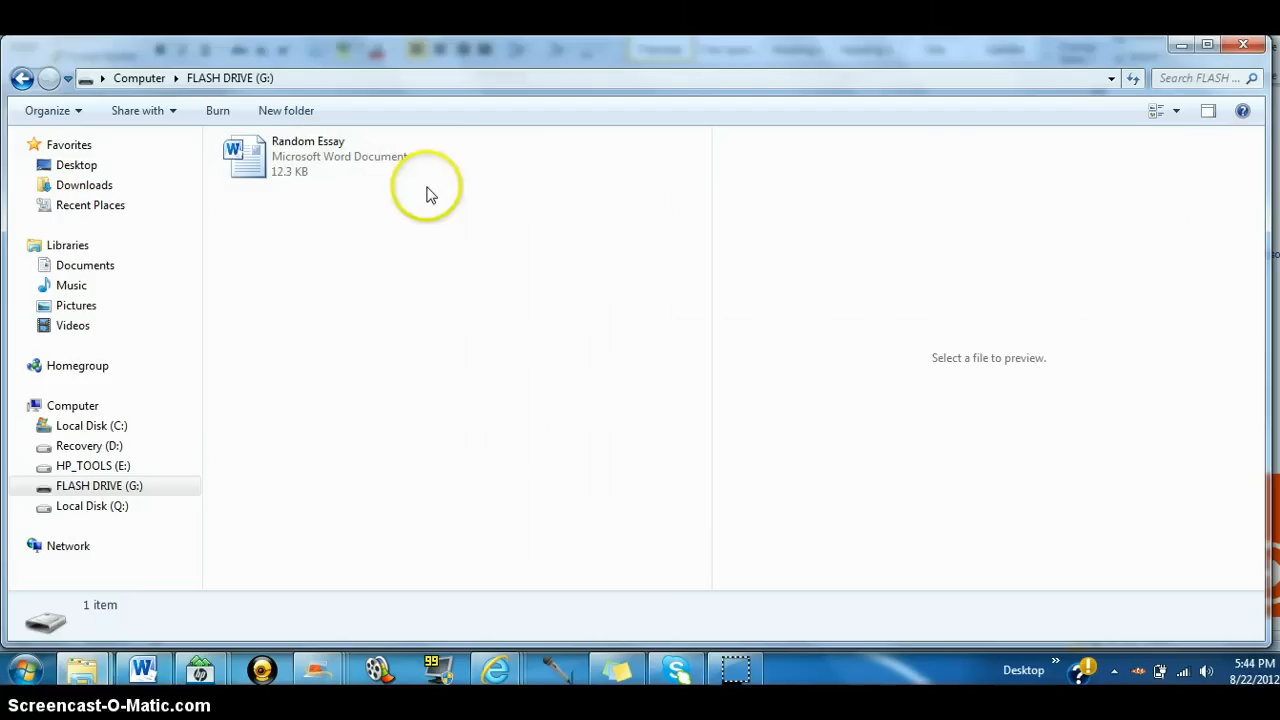 Computer FLASH DRIVE (G:)
Search FLASH ...
Organize Share with Burn New folder
Favorites
Desktop
Downloads
Recent Places
Libraries
Documents
Music
Pictures
Videos
Homegroup
Computer
Local Disk (C:)
Recovery (D:)
HP_TOOLS (E:)
FLASH DRIVE (G:)
Local Disk (Q:)
Network
Random Essay
Microsoft Word Document
12.3 KB
Select a file to preview.
1 item
99
Desktop
5:44 PM
8/22/2012
Screencast-O-Matic.com